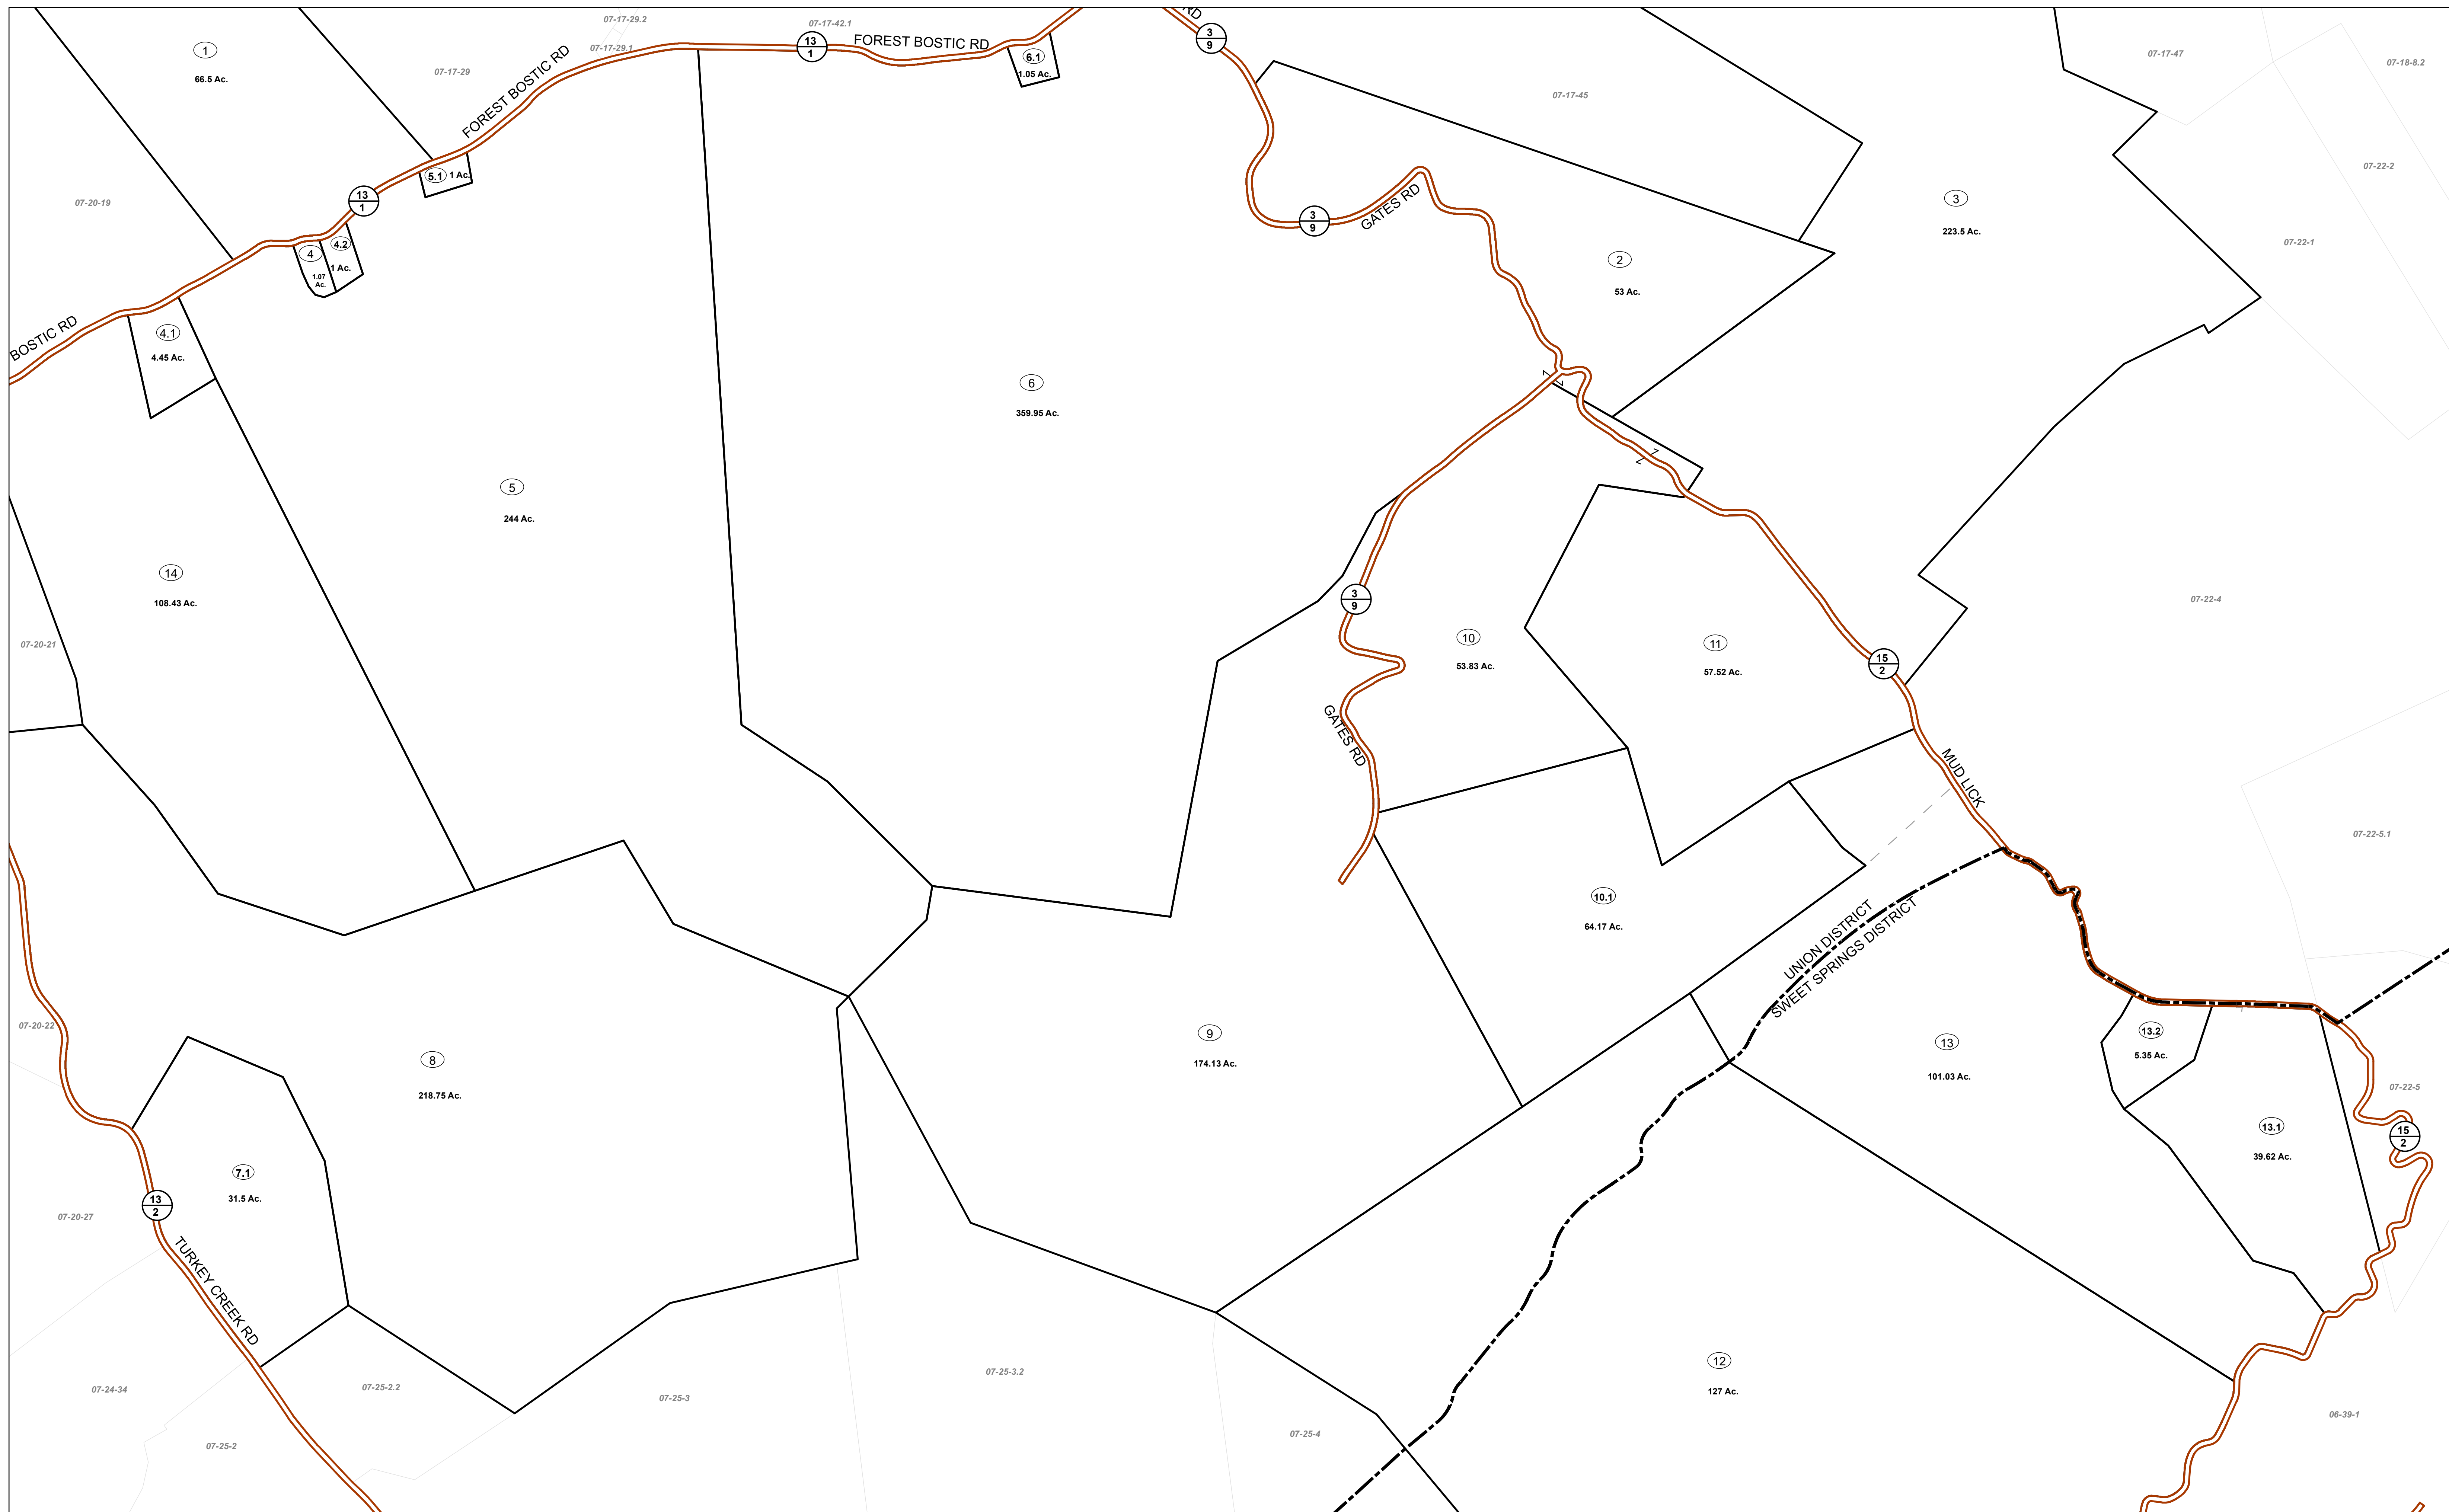 07-17-29.2
07-17-42.1
RD
3
9
1
66.5 Ac.
07-17-29
07-17-29.1
FOREST BOSTIC RD
13
1
FOREST BOSTIC RD
6.1
1.05 Ac.
07-17-45
07-17-47
07-18-8.2
07-20-19
13
1
5.1
1 Ac.
3
9
GATES RD
07-22-2
3
223.5 Ac.
07-22-1
4
1.07
Ac.
4.2
1 Ac.
2
53 Ac.
BOSTIC RD
4.1
4.45 Ac.
6
359.95 Ac.
Z
Z
Z
Z
5
244 Ac.
14
108.43 Ac.
07-20-21
3
9
10
53.83 Ac.
11
57.52 Ac.
15
2
07-22-4
GATES RD
MUD LICK
07-22-5.1
10.1
64.17 Ac.
UNION DISTRICT
SWEET SPRINGS DISTRICT
07-20-22
8
218.75 Ac.
9
174.13 Ac.
13
101.03 Ac.
13.2
5.35 Ac.
07-22-5
13.1
39.62 Ac.
15
2
7.1
31.5 Ac.
13
2
07-20-27
TURKEY CREEK RD
07-24-34
07-25-2.2
07-25-3
07-25-3.2
12
127 Ac.
07-25-2
07-25-4
06-39-1